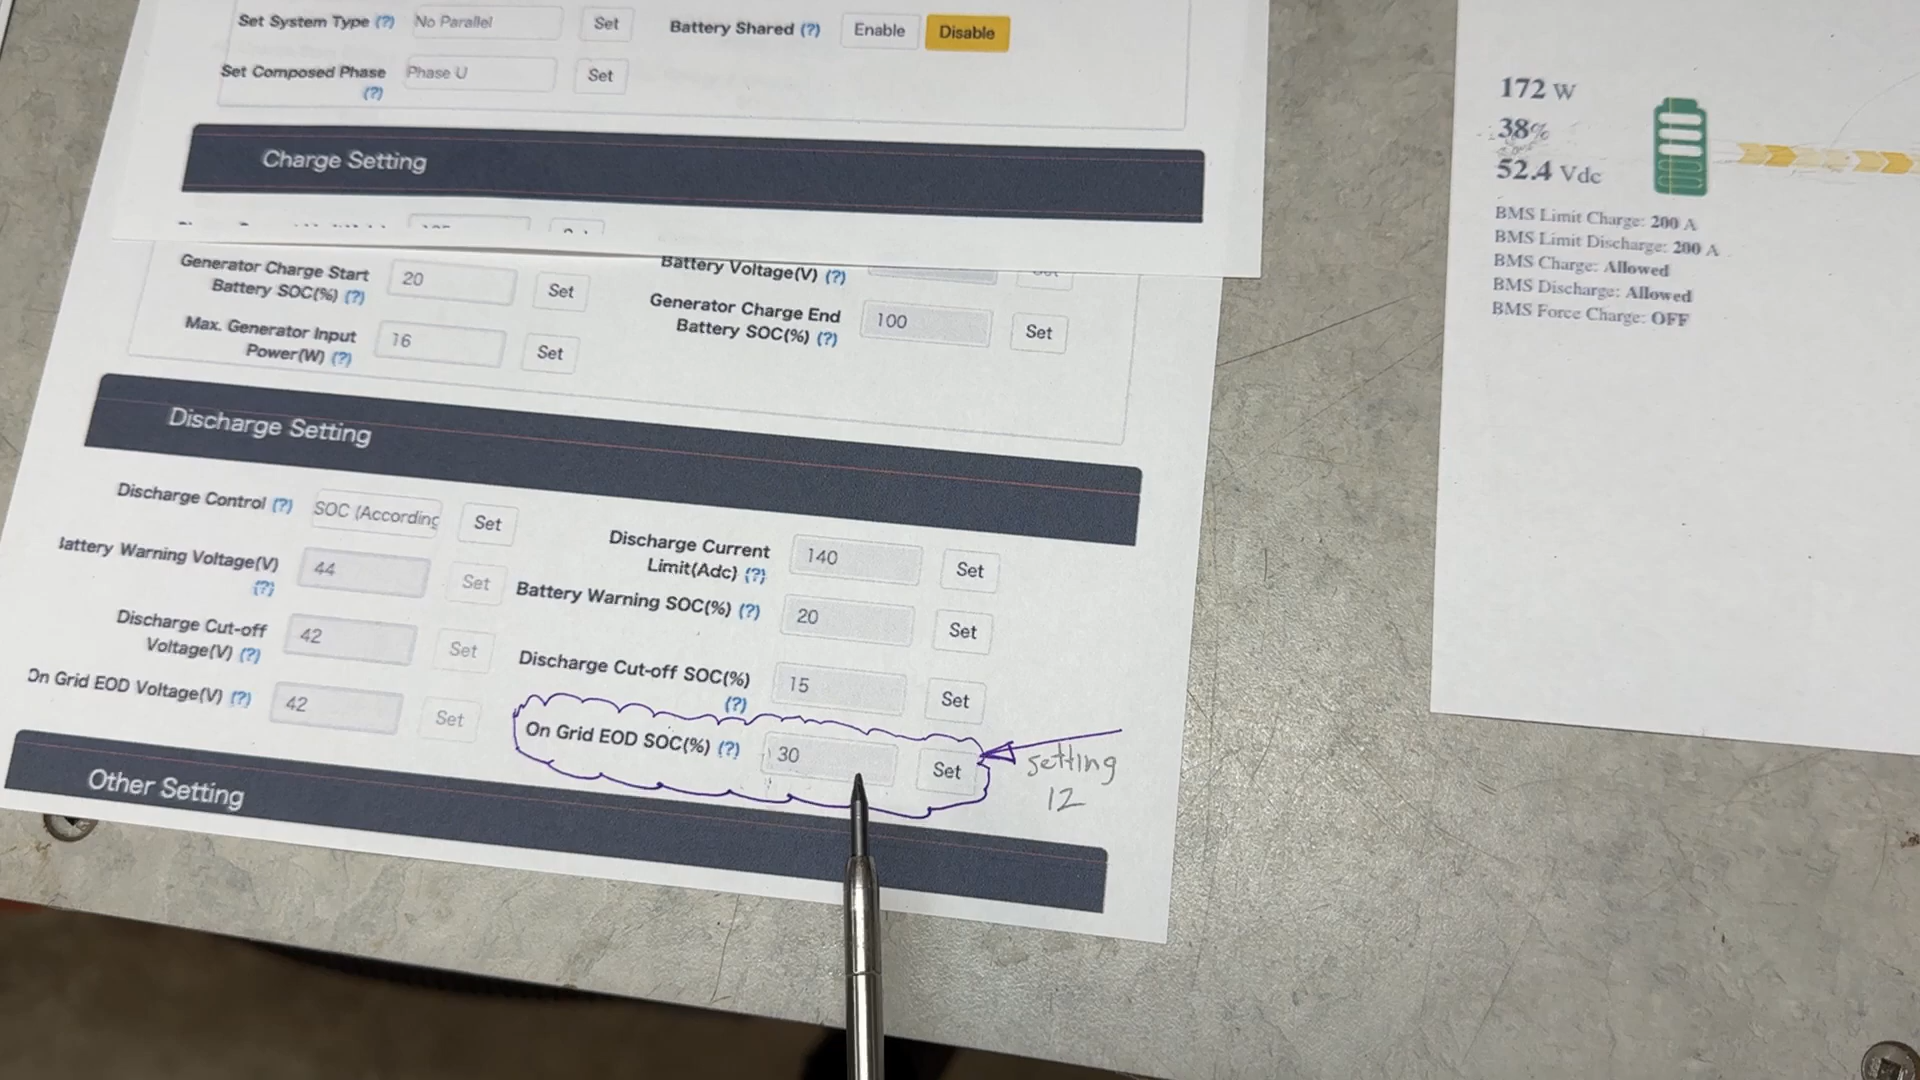 Set System Type (?) No Parallel Set Battery Shared (?) Enable Disable
Set Composed Phase (?) Phase U Set
Charge Setting
Generator Charge Start Battery SOC(%) (?) 20 Set
Battery Voltage(V) (?)
Generator Charge End Battery SOC(%) (?) 100 Set
Max. Generator Input Power(W) (?) 16 Set
Discharge Setting
Discharge Control (?) SOC (According Set
Discharge Current Limit(Adc) (?) 140 Set
Battery Warning Voltage(V) (?) 44 Set
Battery Warning SOC(%) (?) 20 Set
Discharge Cut-off Voltage(V) (?) 42 Set
Discharge Cut-off SOC(%) (?) 15 Set
On Grid EOD Voltage(V) (?) 42 Set
On Grid EOD SOC(%) (?) 30 Set
setting
12
Other Setting
172 W
38%
52.4 Vdc
BMS Limit Charge: 200 A
BMS Limit Discharge: 200 A
BMS Charge: Allowed
BMS Discharge: Allowed
BMS Force Charge: OFF